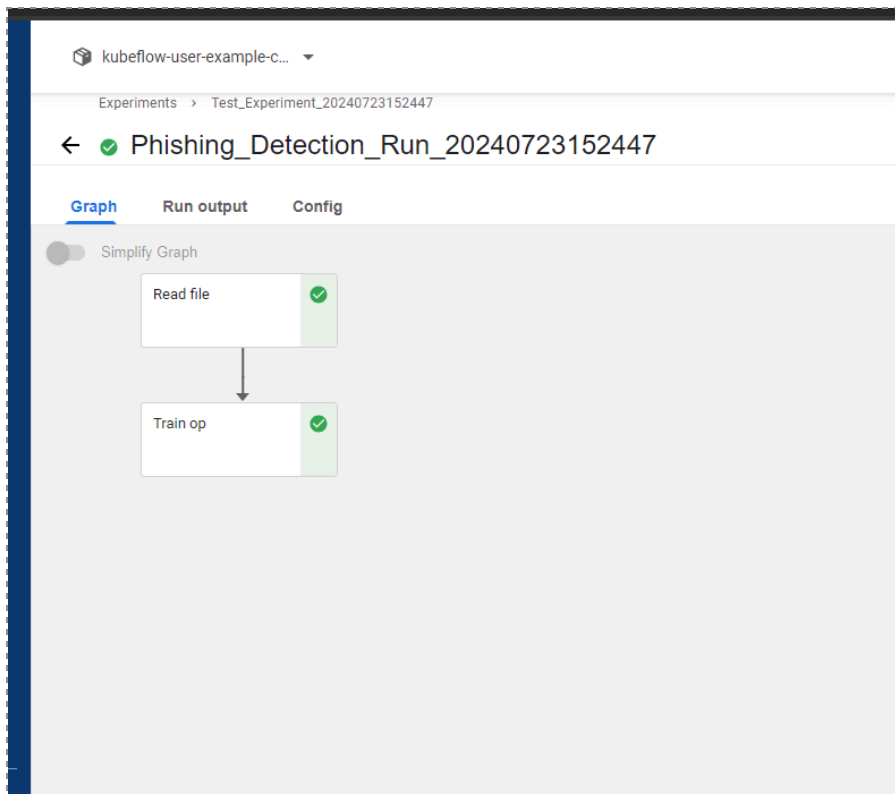 kubeflow-user-example-c...
Experiments › Test_Experiment_20240723152447
Phishing_Detection_Run_20240723152447
Graph Run output Config
Simplify Graph
Read file
Train op